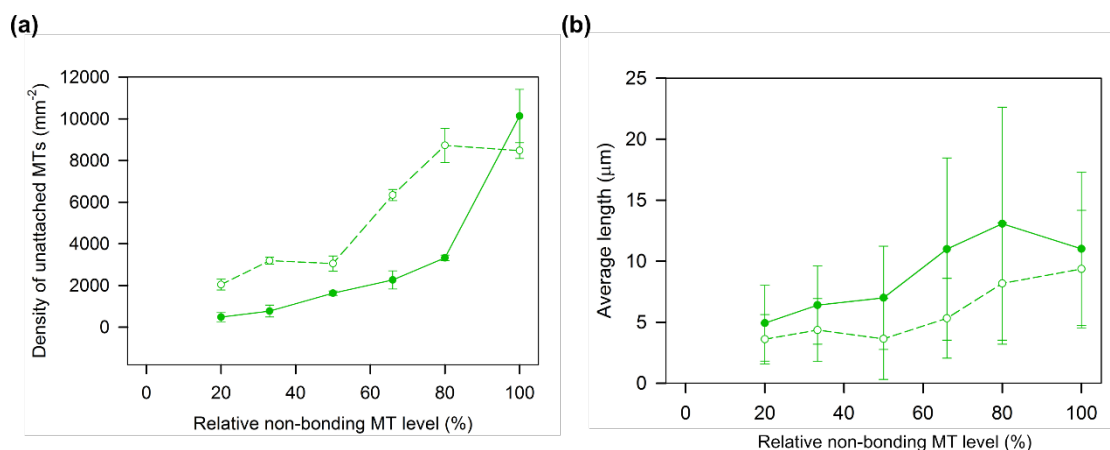 (a)
(b)
Density of unattached MTs (mm⁻²)
12000
10000
8000
6000
4000
2000
0
0 20 40 60 80 100
Relative non-bonding MT level (%)
Average length (μm)
25
20
15
10
5
0
0 20 40 60 80 100
Relative non-bonding MT level (%)